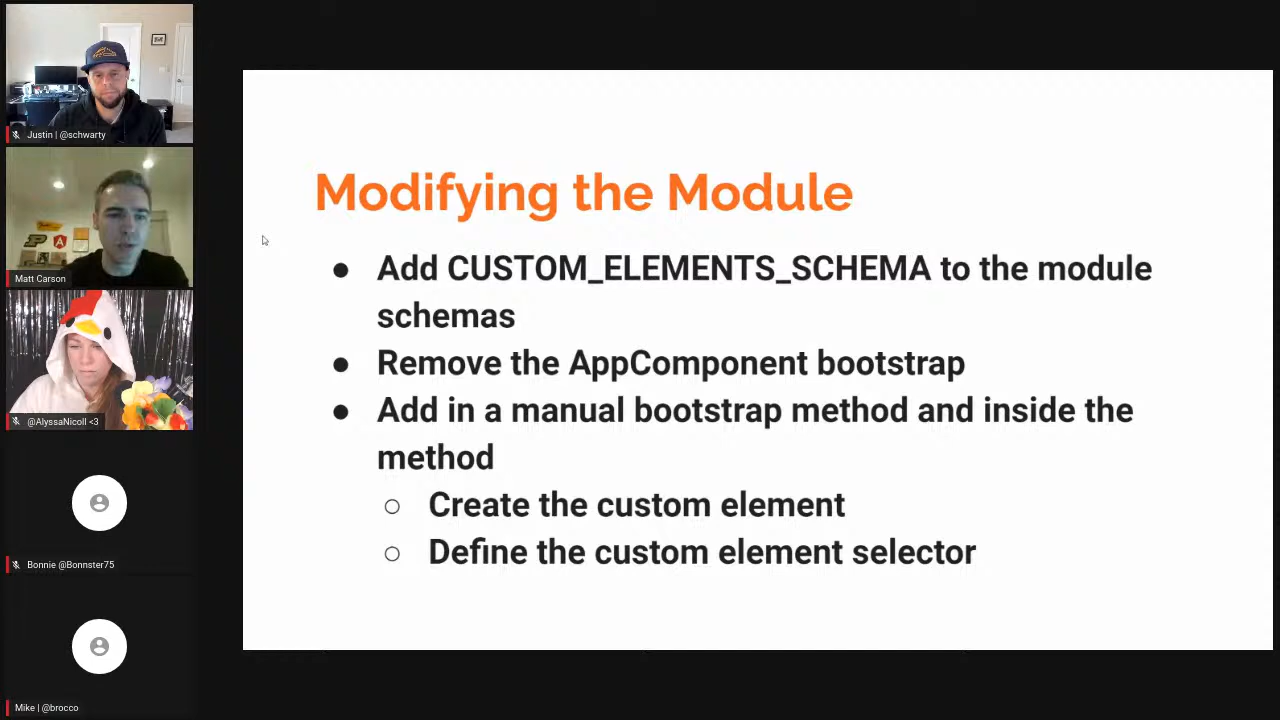 Justin | @schwarty
Matt Carson
@AlyssaNicoll <3
Bonnie @Bonnster75
Mike | @brocco
Modifying the Module
● Add CUSTOM_ELEMENTS_SCHEMA to the module
schemas
● Remove the AppComponent bootstrap
● Add in a manual bootstrap method and inside the
method
○ Create the custom element
○ Define the custom element selector